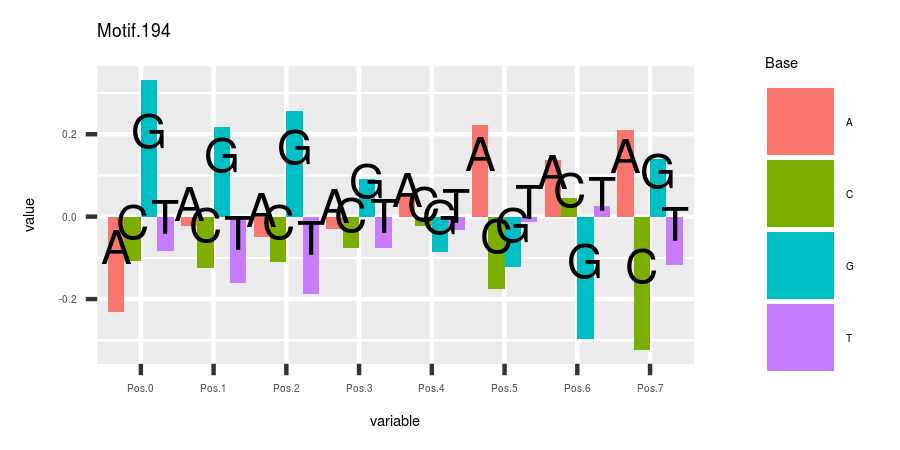 Motif.194
value
0.2
0.0
-0.2
A C G T A C G T A C G T A C G T A C G T A C G T A C G T A C G T
Pos.0 Pos.1 Pos.2 Pos.3 Pos.4 Pos.5 Pos.6 Pos.7
variable
Base
A
C
G
T